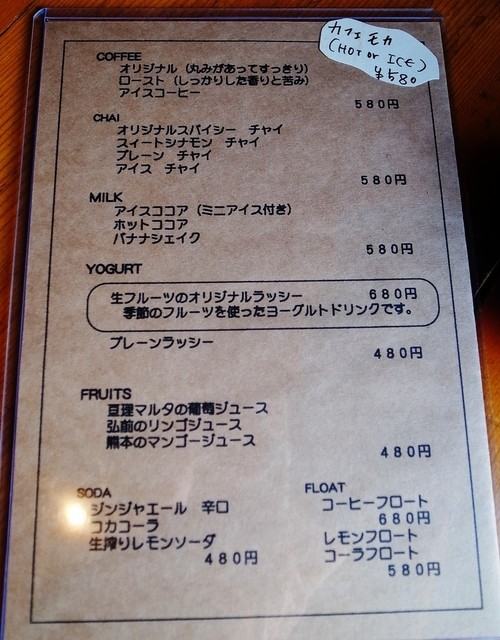 カフェモカ
(HOT or ICE)
¥580
COFFEE
オリジナル（丸みがあってすっきり）
ロースト（しっかりした香りと苦み）
アイスコーヒー
580円
CHAI
オリジナルスパイシー　チャイ
スィートシナモン　チャイ
プレーン　チャイ
アイス　チャイ
580円
MILK
アイスココア（ミニアイス付き）
ホットココア
バナナシェイク
580円
YOGURT
生フルーツのオリジナルラッシー　680円
季節のフルーツを使ったヨーグルトドリンクです。
プレーンラッシー
480円
FRUITS
亘理マルタの葡萄ジュース
弘前のリンゴジュース
熊本のマンゴージュース
480円
SODA
ジンジャエール　辛口
コカコーラ
生搾りレモンソーダ
480円
FLOAT
コーヒーフロート
680円
レモンフロート
コーラフロート
580円